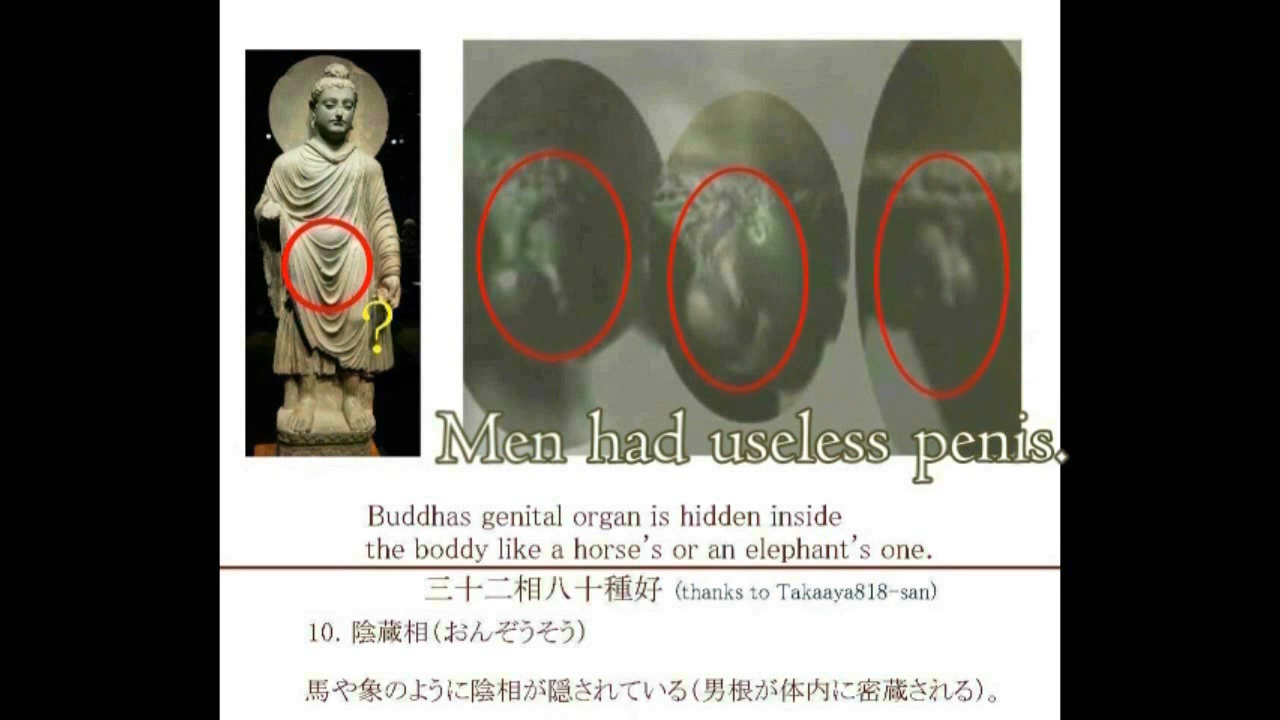 ?
Men had useless penis.
Buddhas genital organ is hidden inside
the boddy like a horse's or an elephant's one.
三十二相八十種好 (thanks to Takaaya818-san)
10. 陰蔵相(おんぞうそう)
馬や象のように陰相が隠されている(男根が体内に密蔵される)。